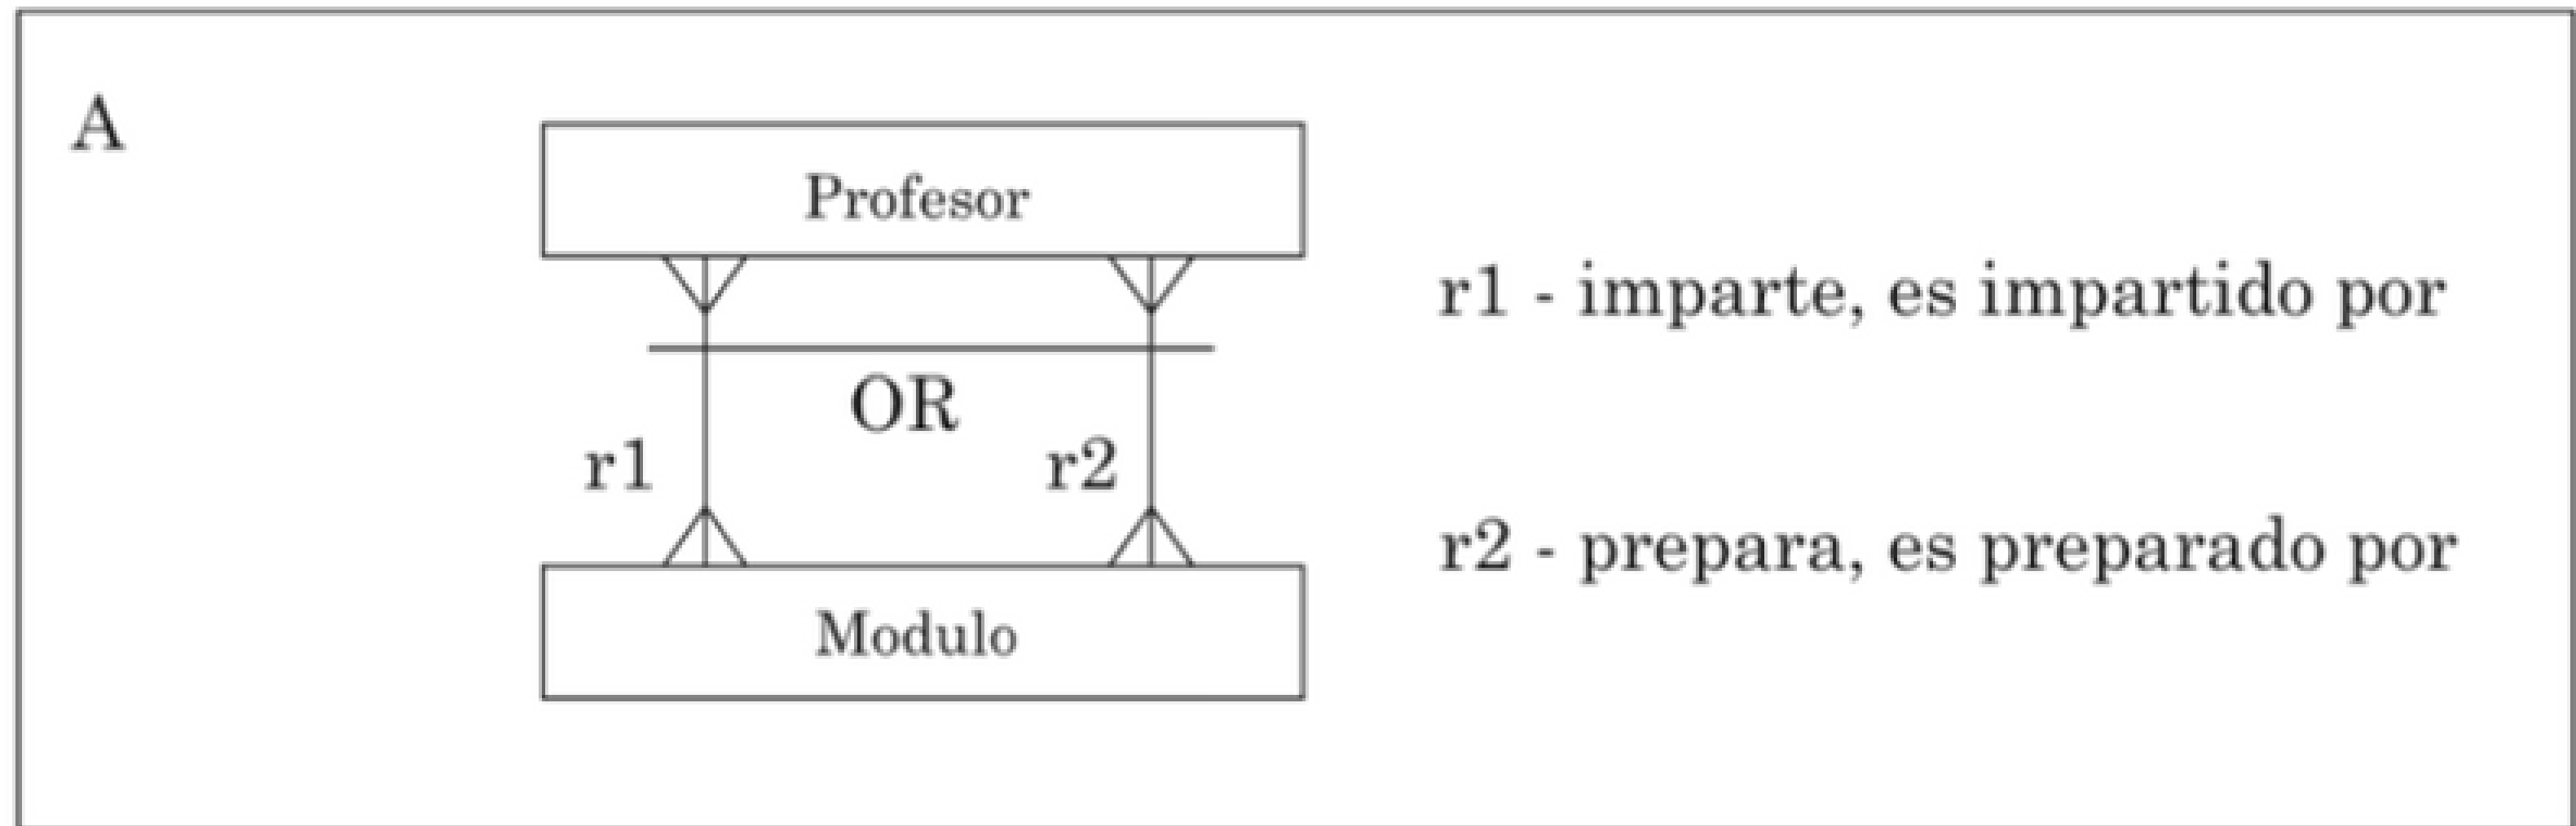 A
Profesor
r1 - imparte, es impartido por
OR
r1
r2
r2 - prepara, es preparado por
Modulo